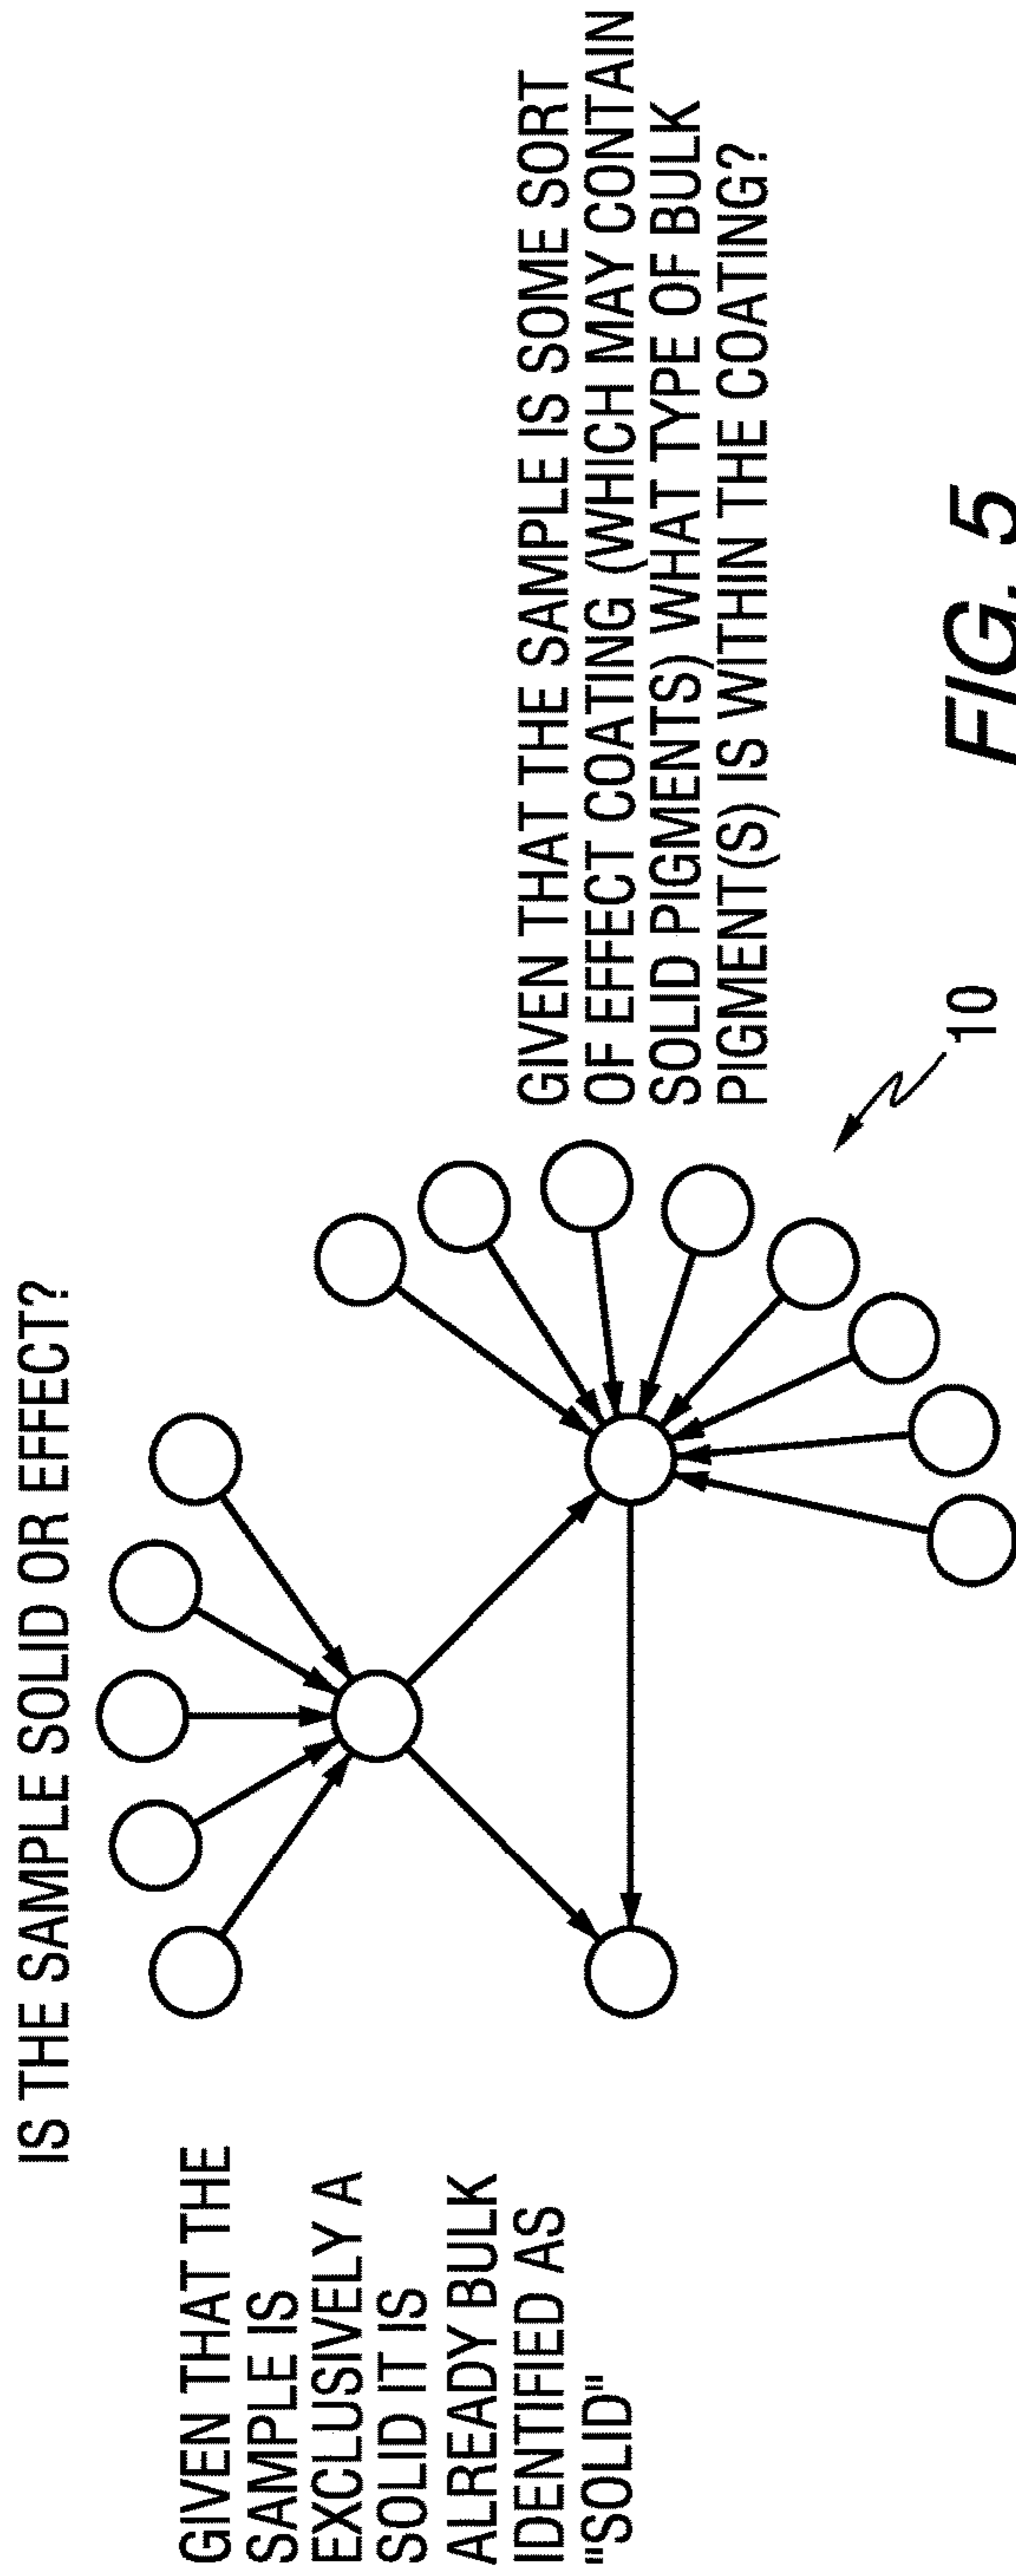 IS THE SAMPLE SOLID OR EFFECT?
GIVEN THAT THE
SAMPLE IS
EXCLUSIVELY A
SOLID IT IS
ALREADY BULK
IDENTIFIED AS
"SOLID"
GIVEN THAT THE SAMPLE IS SOME SORT
OF EFFECT COATING (WHICH MAY CONTAIN
SOLID PIGMENTS) WHAT TYPE OF BULK
PIGMENT(S) IS WITHIN THE COATING?
10
FIG. 5